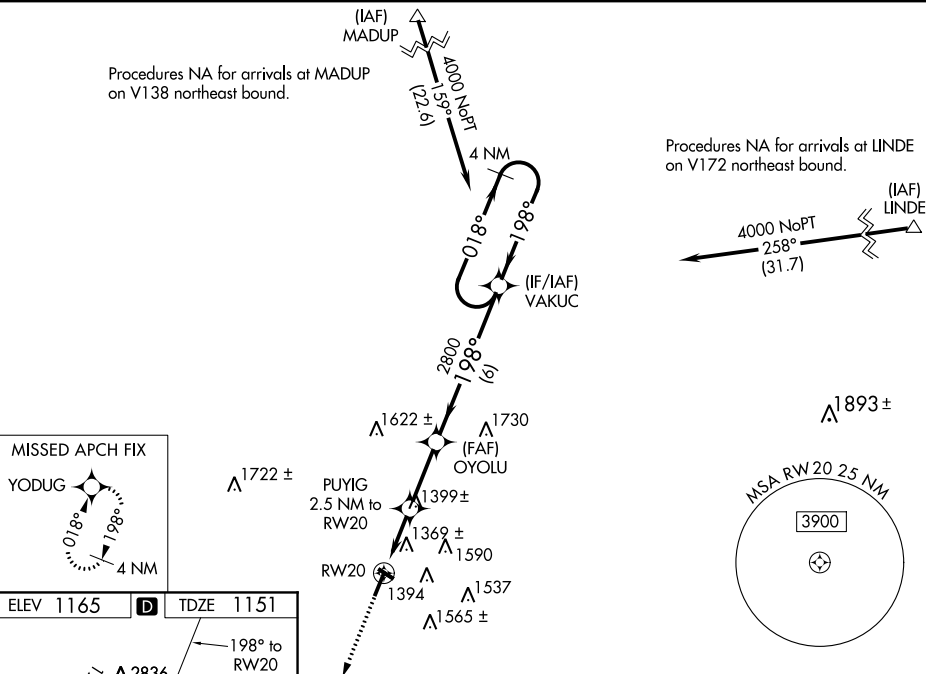 (IAF)
MADUP
Procedures NA for arrivals at MADUP
on V138 northeast bound.
4000 NoPT
159°
(22.6)
4 NM
018°
198°
(IF/IAF)
VAKUC
Procedures NA for arrivals at LINDE
on V172 northeast bound.
(IAF)
LINDE
4000 NoPT
258°
(31.7)
2800
198°
(6)
1622 ±
1730
(FAF)
OYOLU
1893 ±
1722 ±
PUYIG
2.5 NM to
RW20
1399 ±
1369 ±
1590
RW20
1394
1537
1565 ±
MSA RW 20 25 NM
3900
MISSED APCH FIX
YODUG
018°
198°
4 NM
ELEV 1165
D
TDZE 1151
198° to
RW20
2836